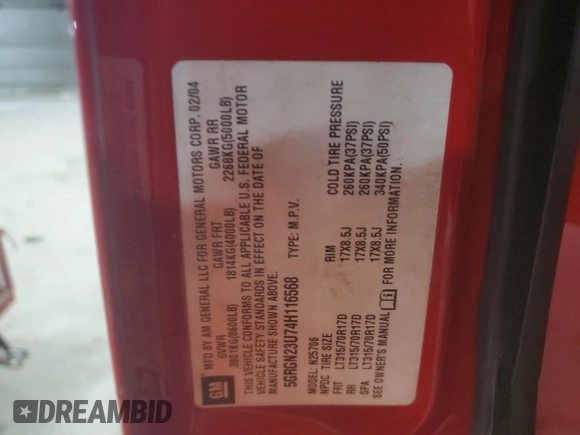 GM
MFD BY AM GENERAL LLC FOR GENERAL MOTORS CORP. 02/04
GVWR GAWR FRT GAWR RR
3901KG(8600LB) 1814KG(4000LB) 2268KG(5000LB)
THIS VEHICLE CONFORMS TO ALL APPLICABLE U.S. FEDERAL MOTOR
VEHICLE SAFETY STANDARDS IN EFFECT ON THE DATE OF
MANUFACTURE SHOWN ABOVE.
5GRGN23U74H116568 TYPE: M.P.V.
MODEL: N25706
NPDC TIRE SIZE RIM COLD TIRE PRESSURE
FRT LT315/70R17D 17X8.5J 260KPA(37PSI)
RR LT315/70R17D 17X8.5J 260KPA(37PSI)
SPA LT315/70R17D 17X8.5J 340KPA(50PSI)
SEE OWNER'S MANUAL FOR MORE INFORMATION.
DREAMBID